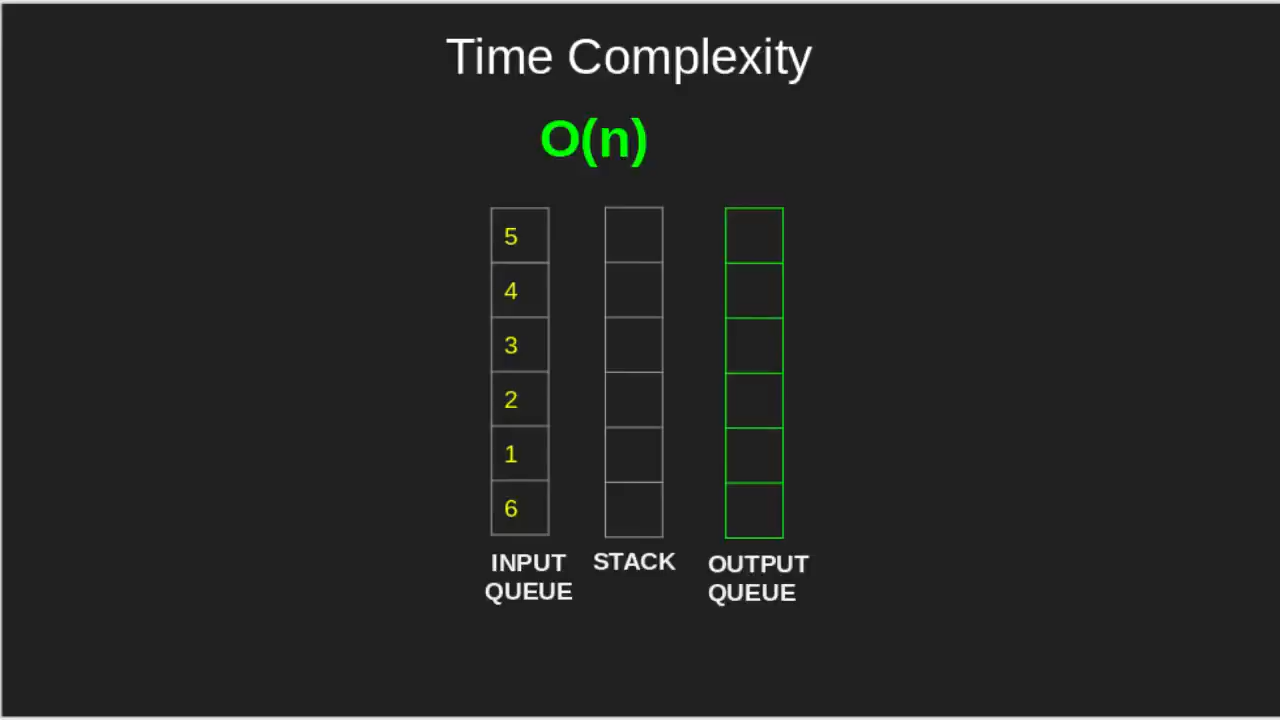 Time Complexity
O(n)
5
4
3
2
1
6
INPUT
QUEUE
STACK
OUTPUT
QUEUE